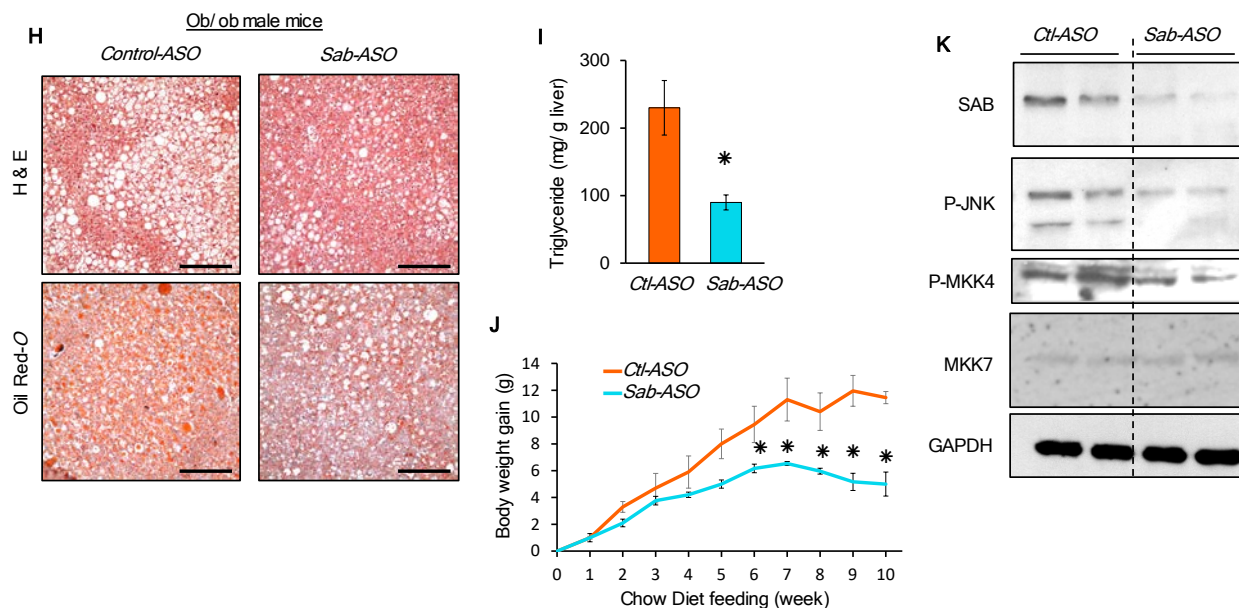 Ob/ ob male mice
H
Control-ASO
Sab-ASO
H & E
Oil Red-O
I
Triglyceride (mg/ g liver)
300
200
100
0
Ctl-ASO
Sab-ASO
*
J
Body weight gain (g)
14
12
10
8
6
4
2
0
Ctl-ASO
Sab-ASO
* * * * *
0 1 2 3 4 5 6 7 8 9 10
Chow Diet feeding (week)
K
Ctl-ASO
Sab-ASO
SAB
P-JNK
P-MKK4
MKK7
GAPDH